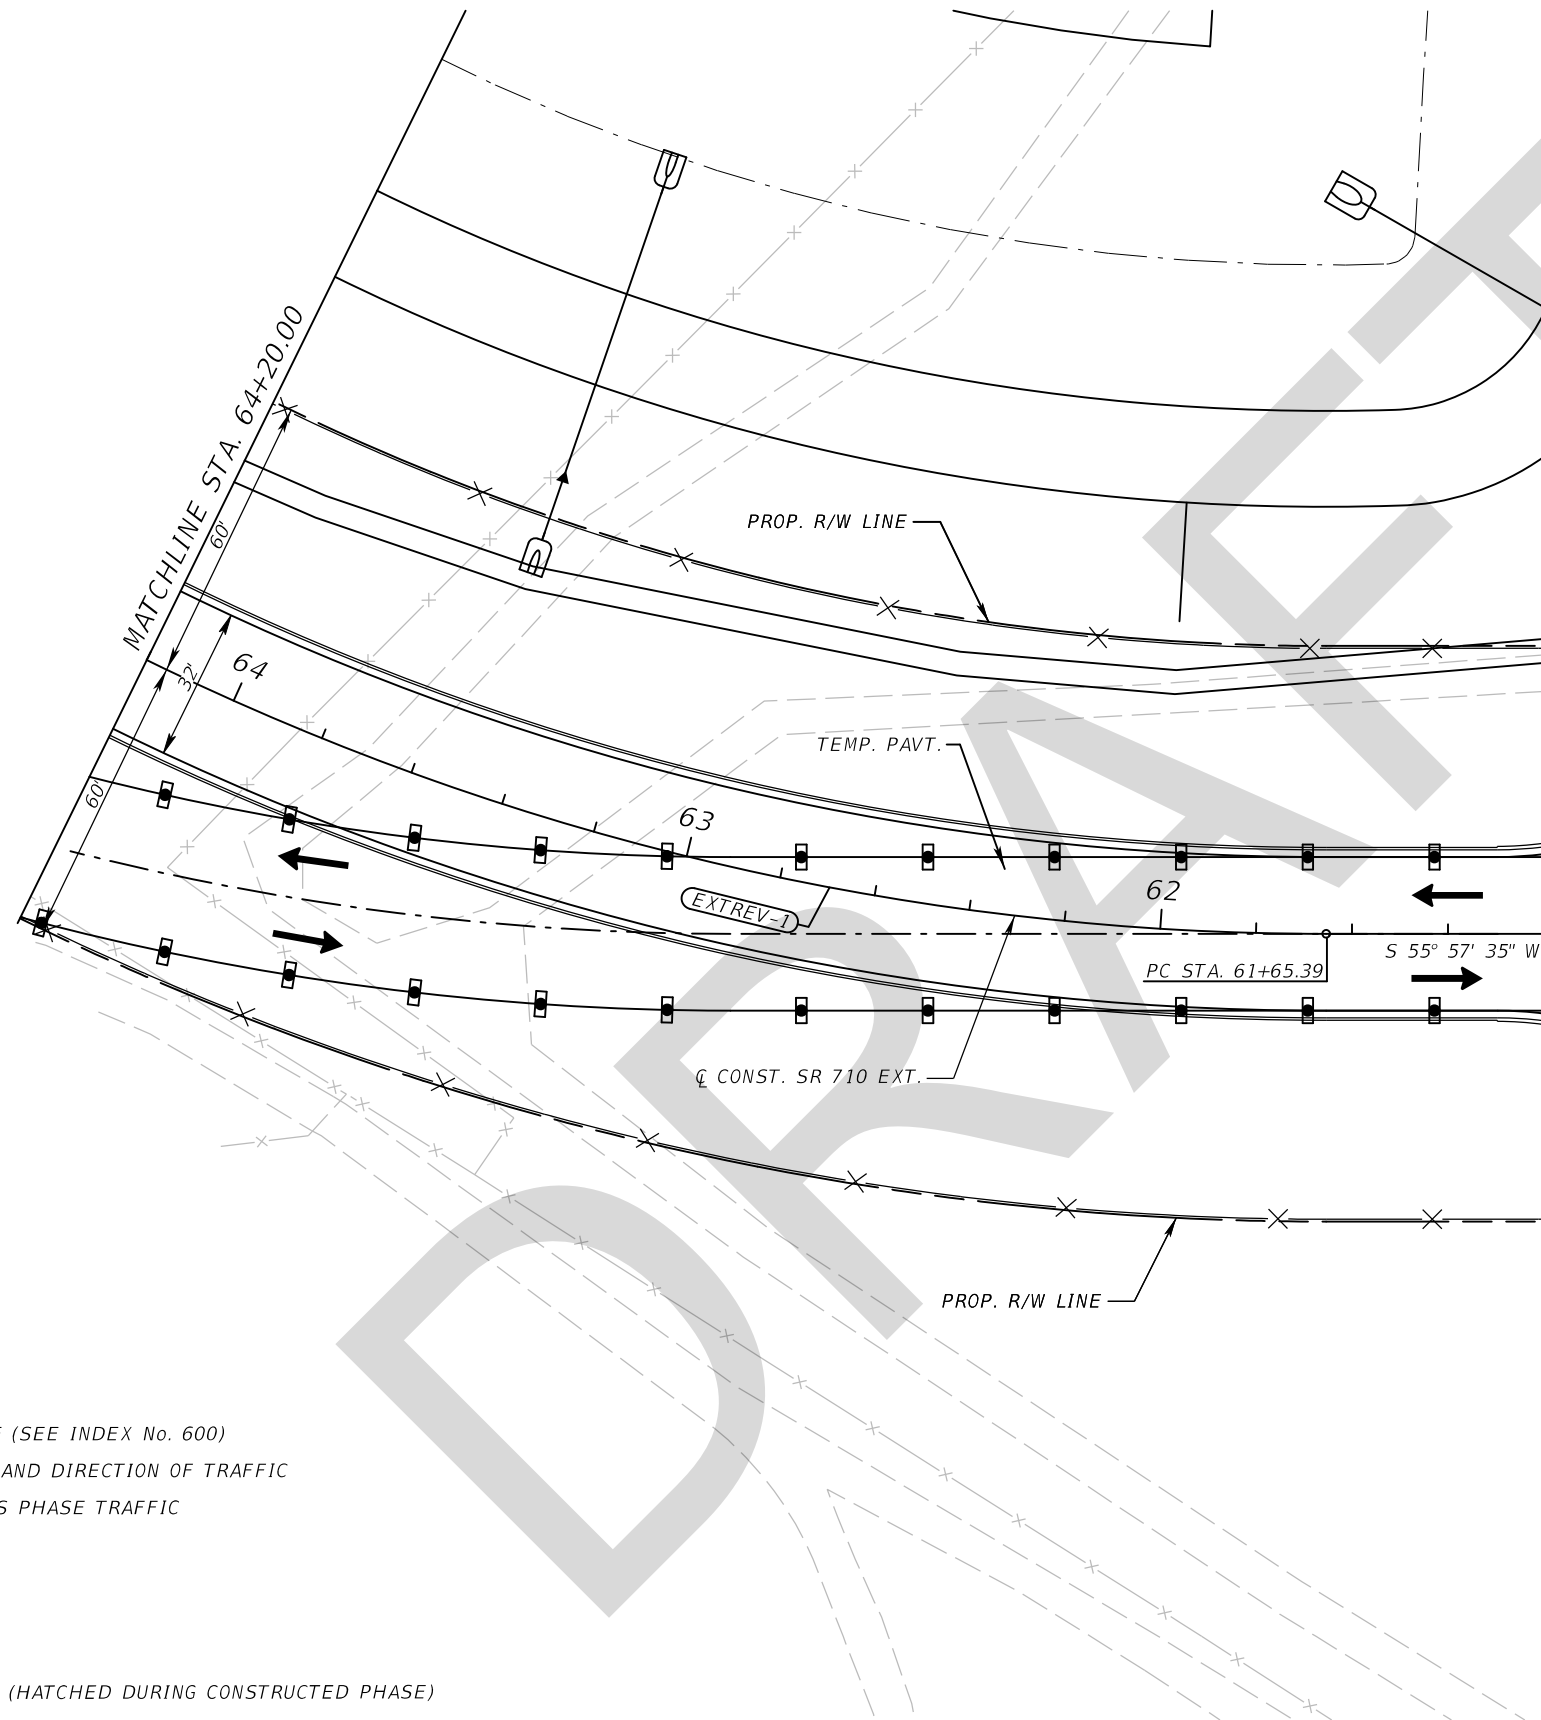 MATCHLINE STA. 64+20.00
60'
PROP. R/W LINE
64
32'
TEMP. PAVT.
60'
63
62
EXTREV-1
S 55° 57' 35" W
PC STA. 61+65.39
℄ CONST. SR 710 EXT.
PROP. R/W LINE
(SEE INDEX No. 600)
AND DIRECTION OF TRAFFIC
PHASE TRAFFIC
(HATCHED DURING CONSTRUCTED PHASE)
DRAFT